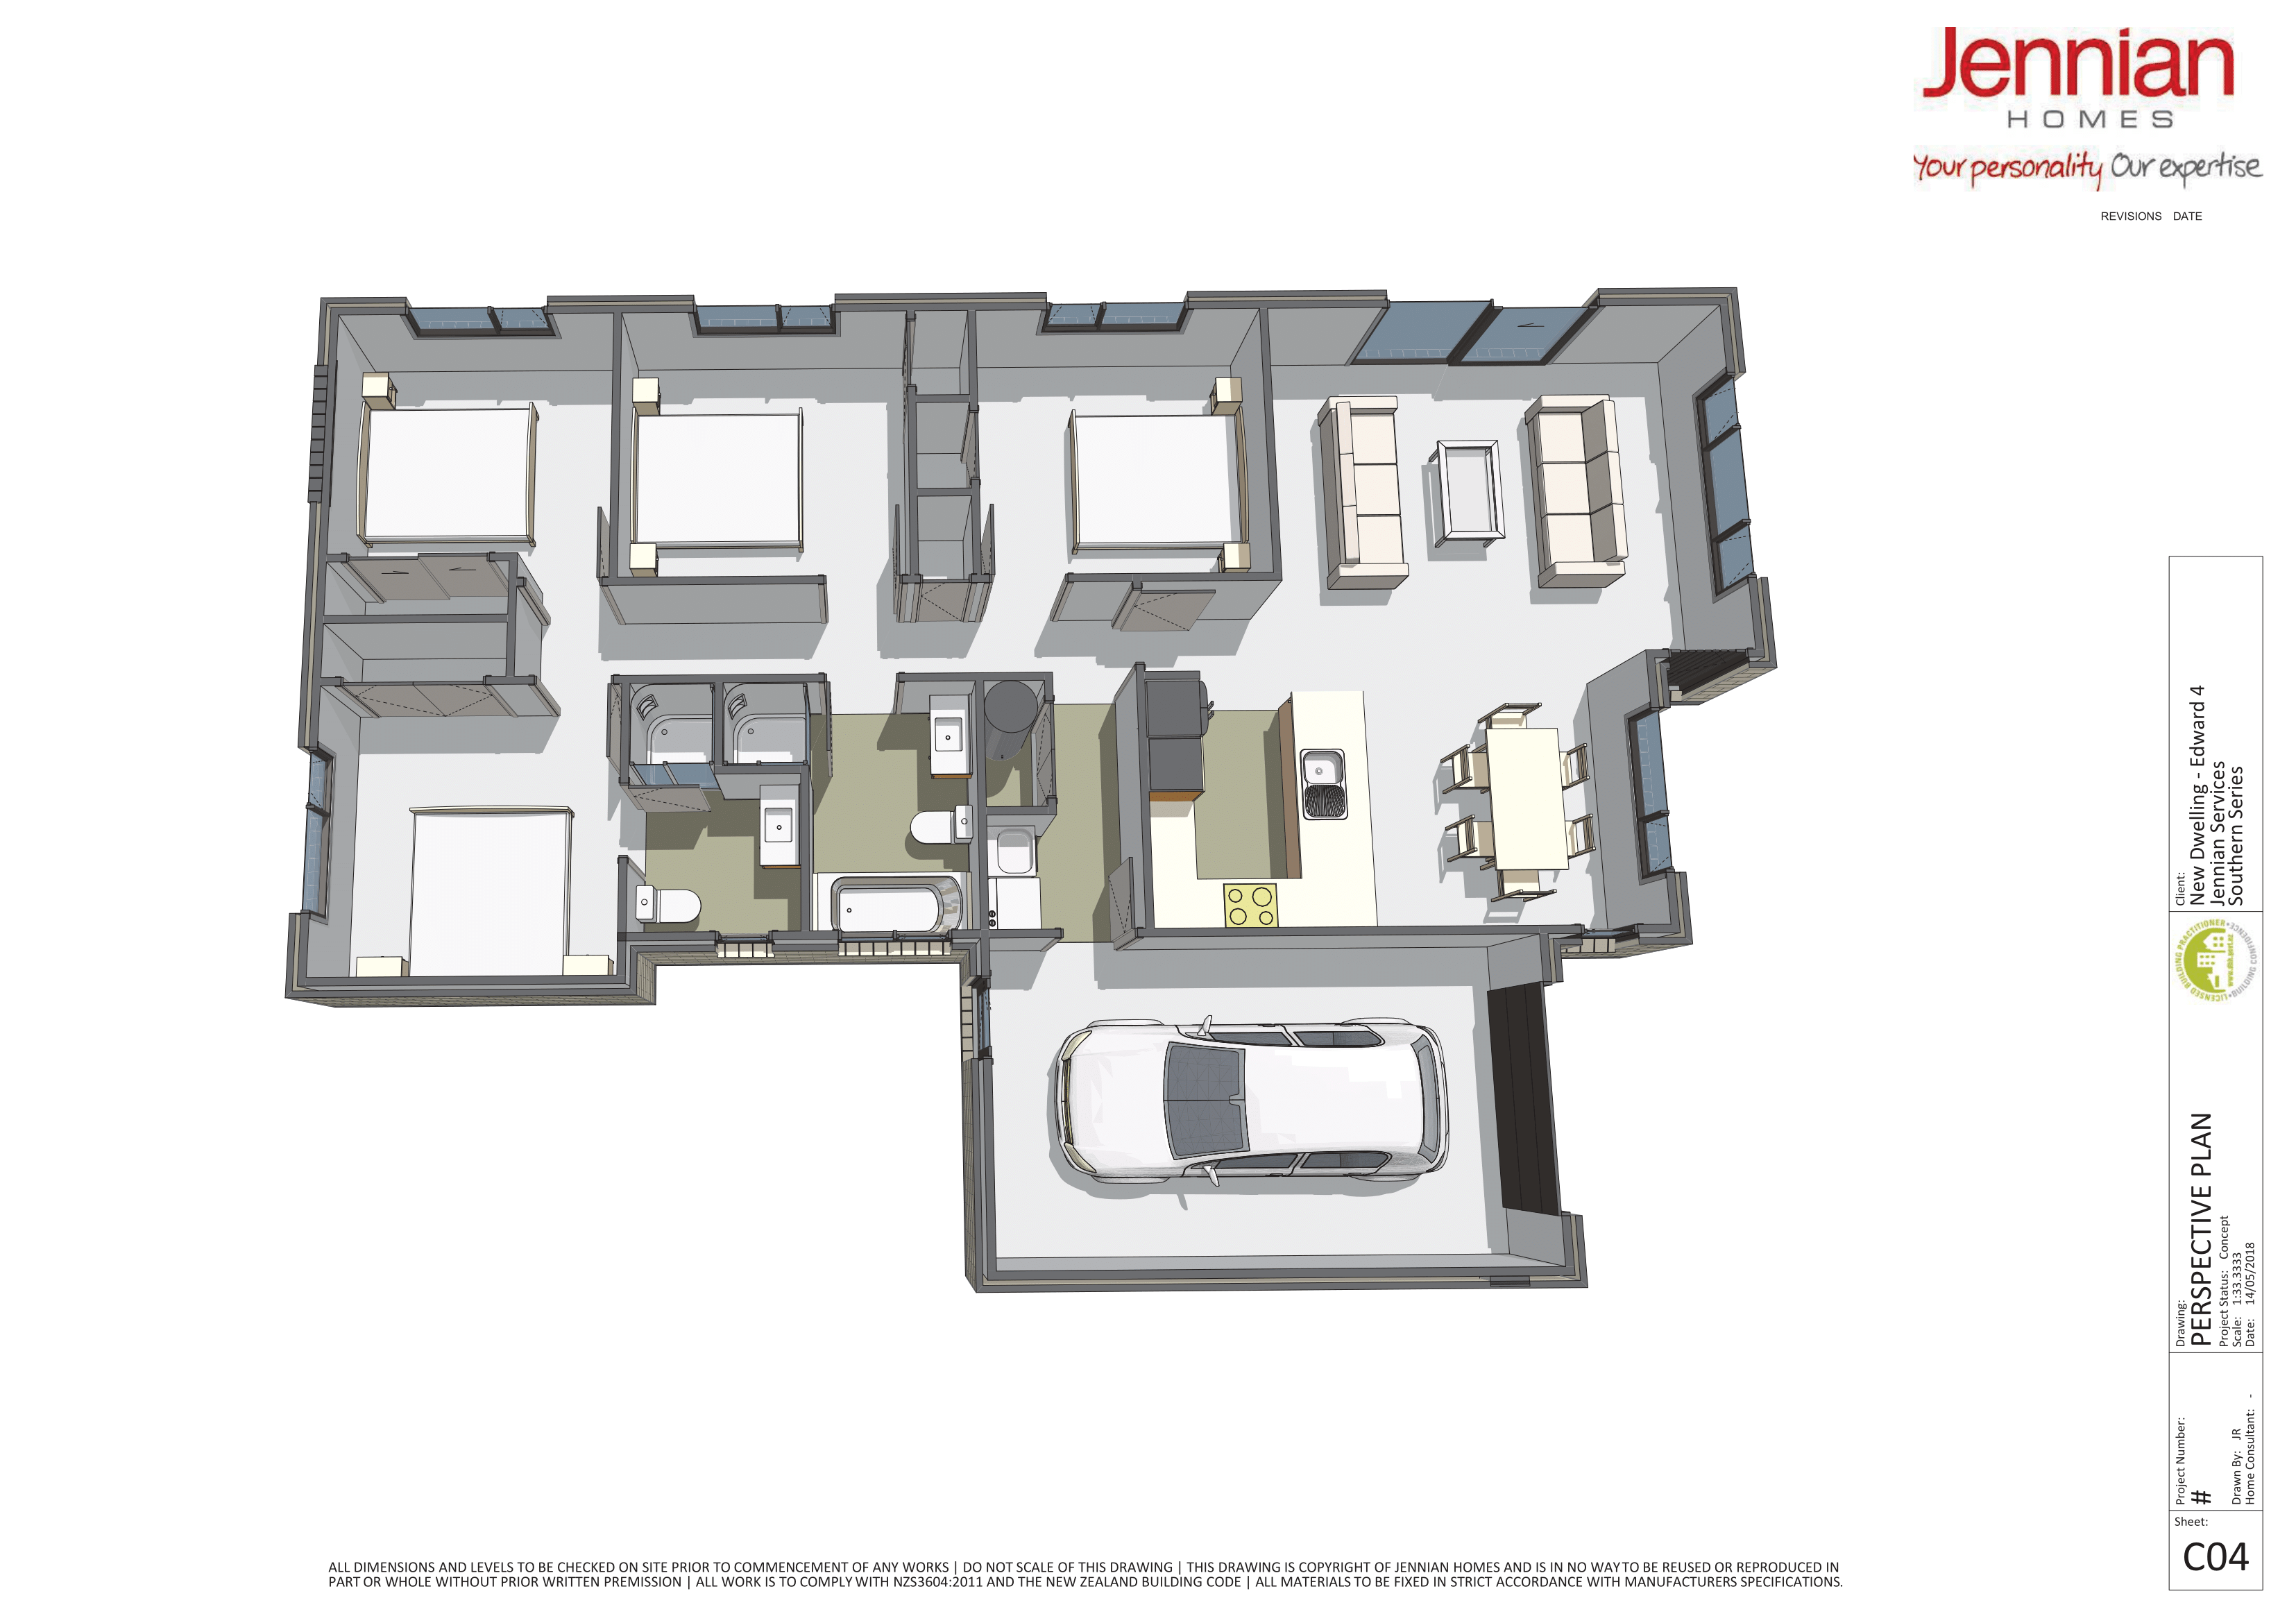 Jennian
HOMES
Your personality Our expertise
REVISIONS DATE
Client:
New Dwelling - Edward 4
Jennian Services
Southern Series
LICENSED BUILDING PRACTITIONER
BUILDING CONFIDENCE
www.dbh.govt.nz
Drawing:
PERSPECTIVE PLAN
Project Status: Concept
Scale: 1:33.3333
Date: 14/05/2018
Project Number:
#
Drawn By: JR
Home Consultant: -
Sheet:
C04
ALL DIMENSIONS AND LEVELS TO BE CHECKED ON SITE PRIOR TO COMMENCEMENT OF ANY WORKS | DO NOT SCALE OF THIS DRAWING | THIS DRAWING IS COPYRIGHT OF JENNIAN HOMES AND IS IN NO WAY TO BE REUSED OR REPRODUCED IN
PART OR WHOLE WITHOUT PRIOR WRITTEN PREMISSION | ALL WORK IS TO COMPLY WITH NZS3604:2011 AND THE NEW ZEALAND BUILDING CODE | ALL MATERIALS TO BE FIXED IN STRICT ACCORDANCE WITH MANUFACTURERS SPECIFICATIONS.